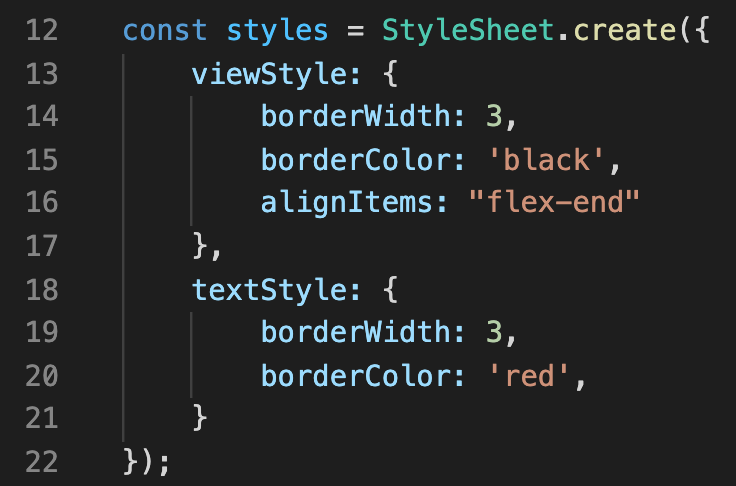 12 const styles = StyleSheet.create({
13 viewStyle: {
14 borderWidth: 3,
15 borderColor: 'black',
16 alignItems: "flex-end"
17 },
18 textStyle: {
19 borderWidth: 3,
20 borderColor: 'red',
21 }
22 });